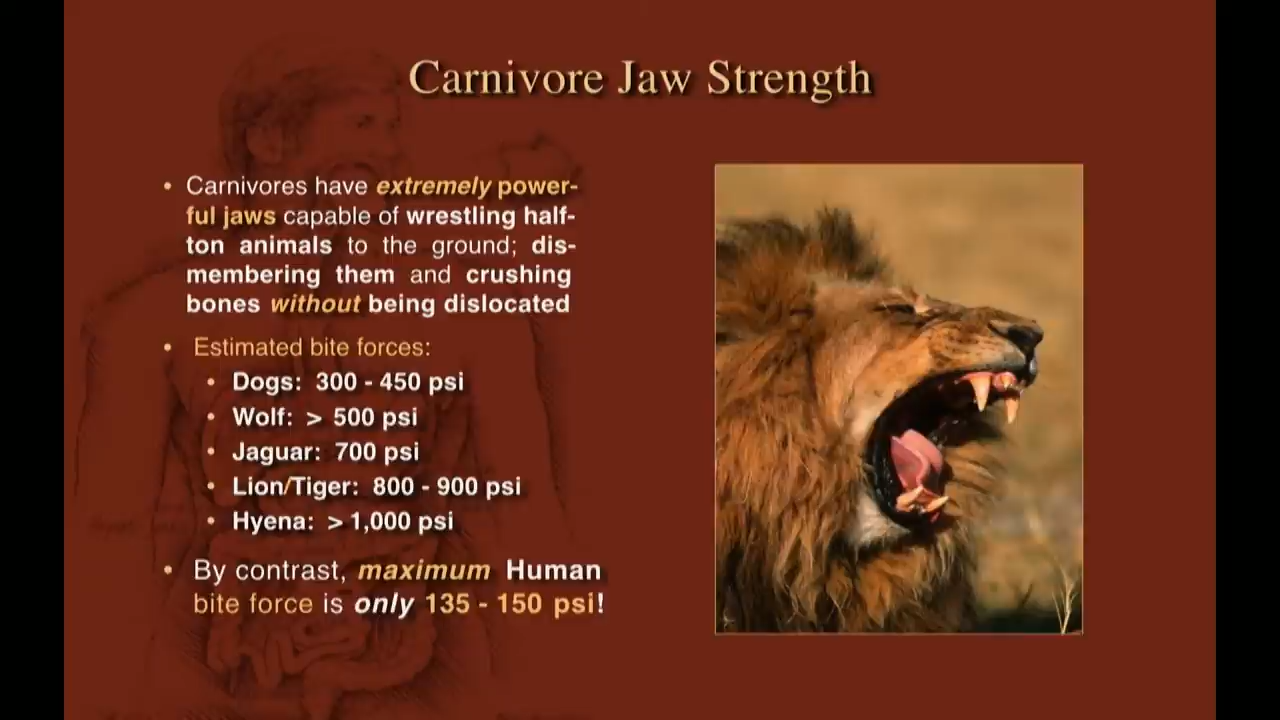 Carnivore Jaw Strength
• Carnivores have extremely power-
ful jaws capable of wrestling half-
ton animals to the ground; dis-
membering them and crushing
bones without being dislocated
• Estimated bite forces:
• Dogs: 300 - 450 psi
• Wolf: > 500 psi
• Jaguar: 700 psi
• Lion/Tiger: 800 - 900 psi
• Hyena: > 1,000 psi
• By contrast, maximum Human
bite force is only 135 - 150 psi!